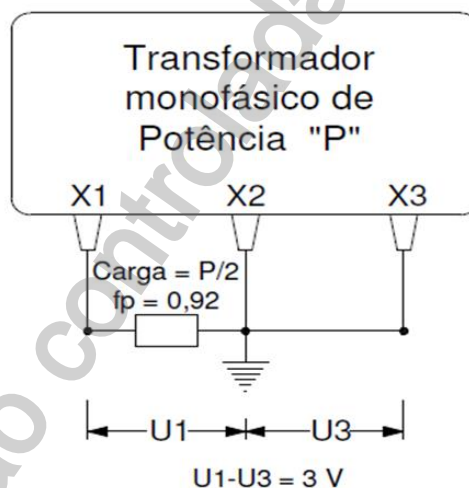 Transformador
monofásico de
Potência "P"
X1 X2 X3
Carga = P/2
fp = 0,92
U1 U3
U1-U3 = 3 V